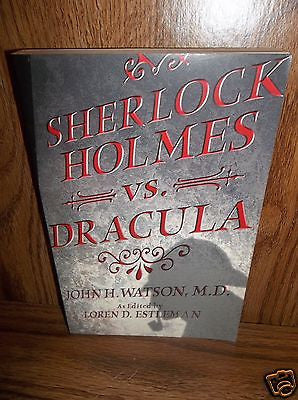 SHERLOCK
HOLMES
VS.
DRACULA
JOHN H. WATSON, M.D.
As Edited by
LOREN D. ESTLEMAN